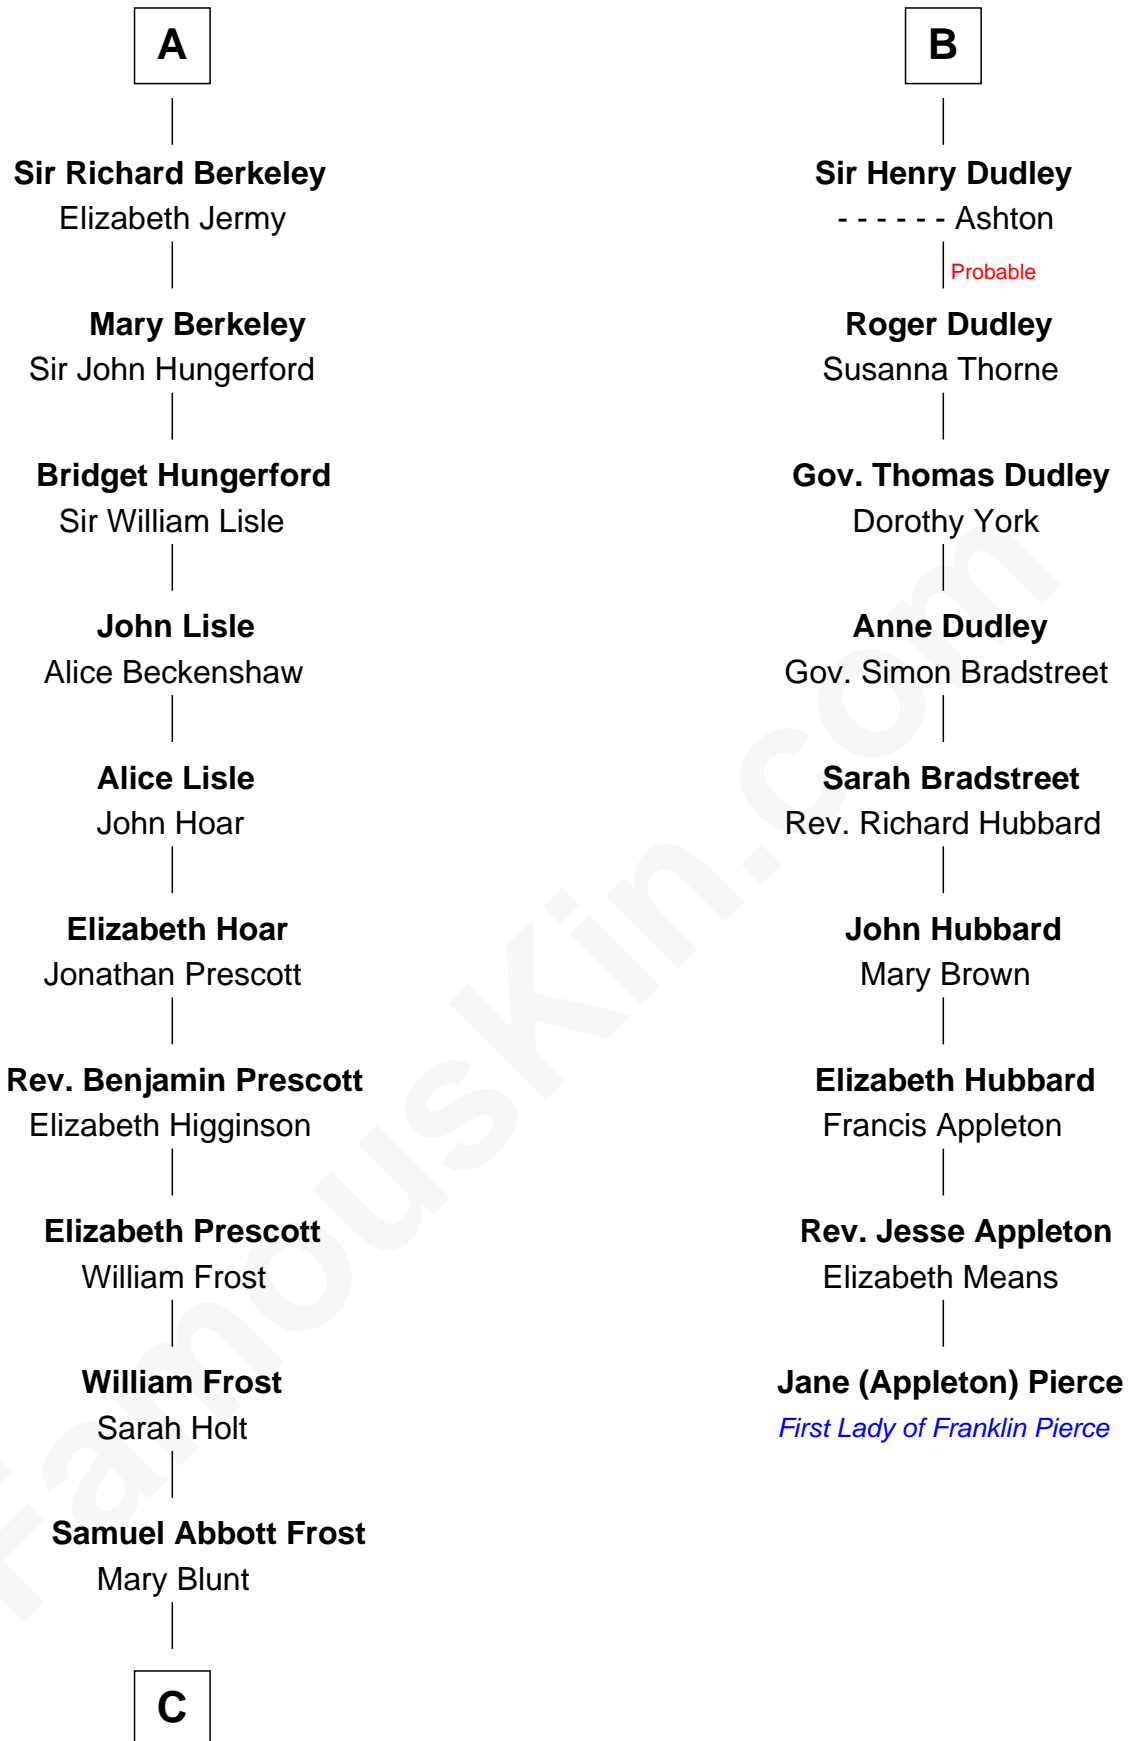 A
Sir Richard Berkeley
Elizabeth Jermy
Mary Berkeley
Sir John Hungerford
Bridget Hungerford
Sir William Lisle
John Lisle
Alice Beckenshaw
Alice Lisle
John Hoar
Elizabeth Hoar
Jonathan Prescott
Rev. Benjamin Prescott
Elizabeth Higginson
Elizabeth Prescott
William Frost
William Frost
Sarah Holt
Samuel Abbott Frost
Mary Blunt
C
B
Sir Henry Dudley
- - - - - - Ashton
Probable
Roger Dudley
Susanna Thorne
Gov. Thomas Dudley
Dorothy York
Anne Dudley
Gov. Simon Bradstreet
Sarah Bradstreet
Rev. Richard Hubbard
John Hubbard
Mary Brown
Elizabeth Hubbard
Francis Appleton
Rev. Jesse Appleton
Elizabeth Means
Jane (Appleton) Pierce
First Lady of Franklin Pierce
FamousKin.com